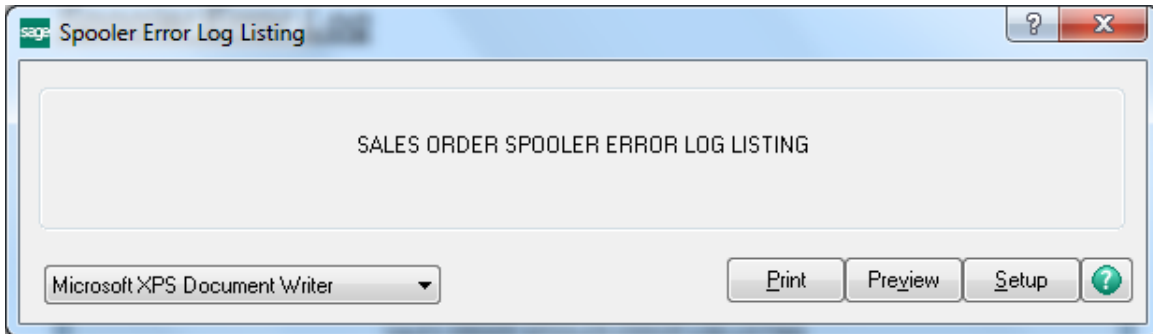 sage Spooler Error Log Listing
SALES ORDER SPOOLER ERROR LOG LISTING
Microsoft XPS Document Writer
Print
Preview
Setup